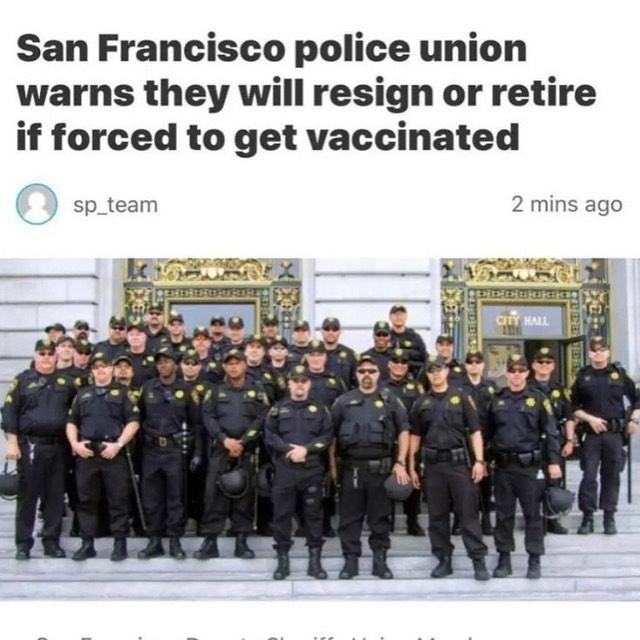 San Francisco police union
warns they will resign or retire
if forced to get vaccinated
sp_team
2 mins ago
CITY HALL